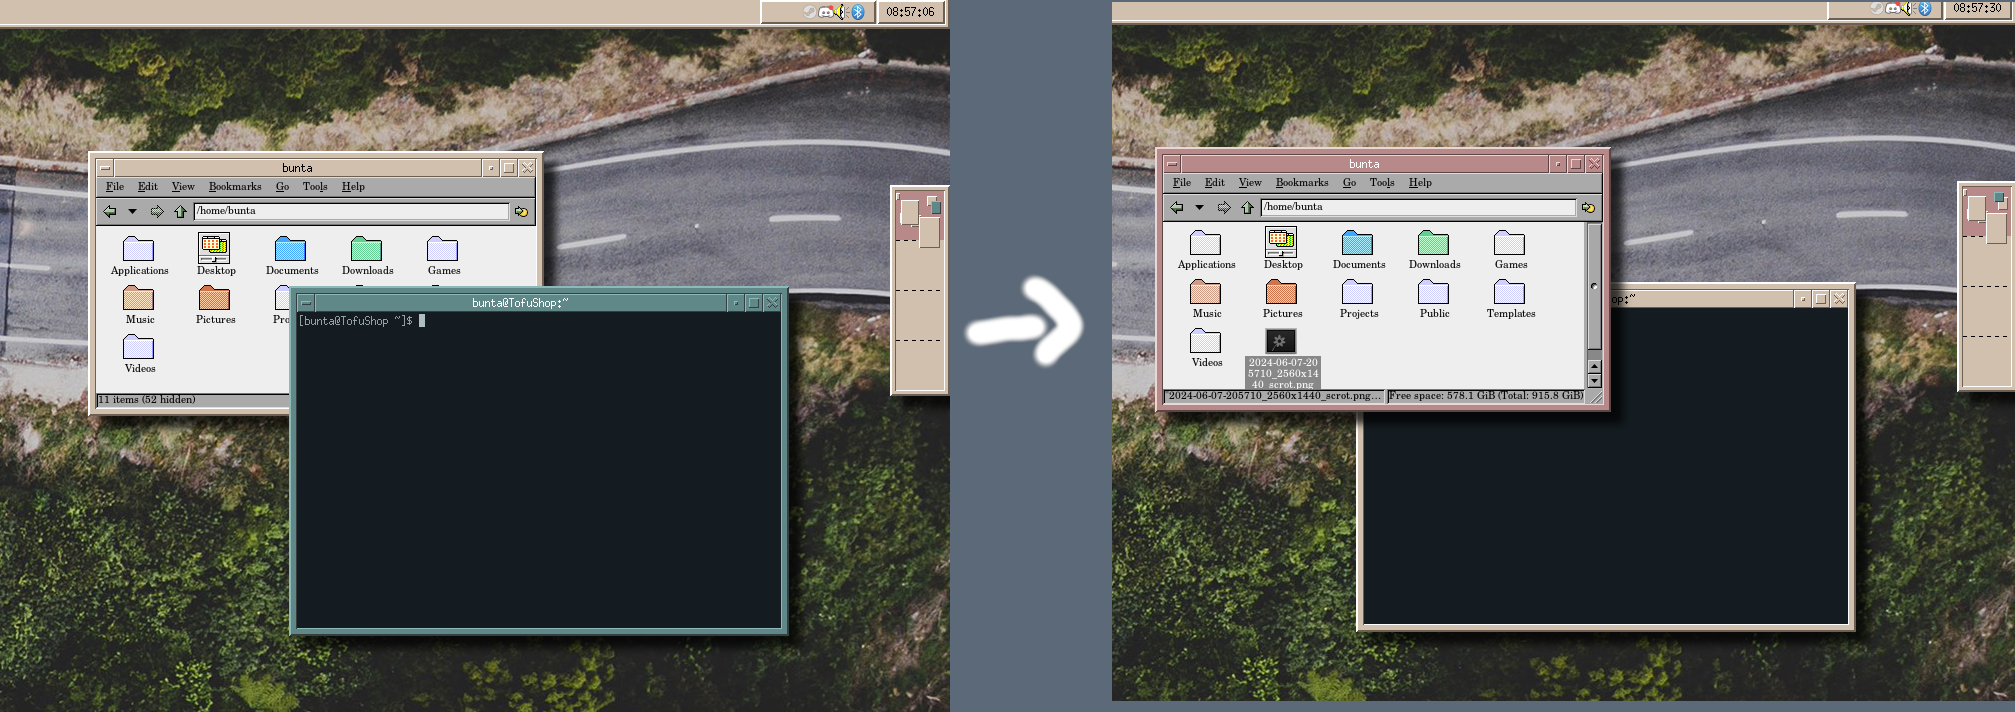 08:57:06
bunta
File Edit View Bookmarks Go Tools Help
/home/bunta
Applications Desktop Documents Downloads Games
Music Pictures Pro
Videos
11 items (52 hidden)
bunta@TofuShop:~
[bunta@TofuShop ~]$
08:57:30
bunta
File Edit View Bookmarks Go Tools Help
/home/bunta
Applications Desktop Documents Downloads Games
Music Pictures Projects Public Templates
Videos
2024-06-07-20
5710_2560x14
40_scrot.png
"2024-06-07-205710_2560x1440_scrot.png... Free space: 578.1 GiB (Total: 915.8 GiB)
op:~